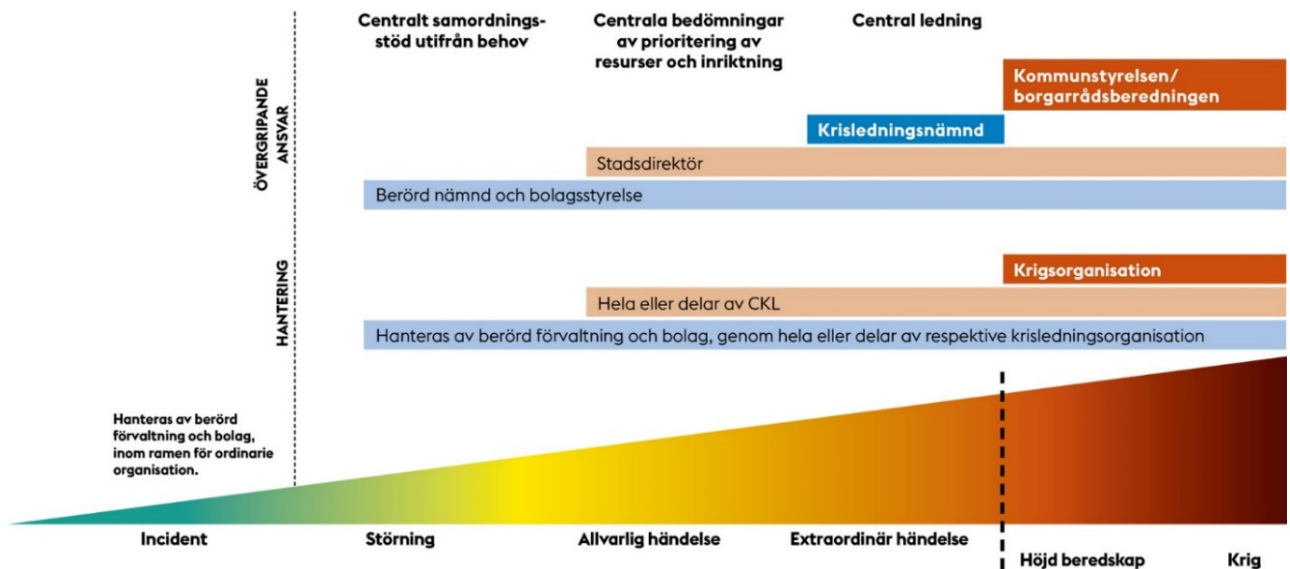 Centralt samordnings-
stöd utifrån behov
Centrala bedömningar
av prioritering av
resurser och inriktning
Central ledning
ÖVERGRIPANDE
ANSVAR
Kommunstyrelsen/
borgarrådsberedningen
Krisledningsnämnd
Stadsdirektör
Berörd nämnd och bolagsstyrelse
HANTERING
Krigsorganisation
Hela eller delar av CKL
Hanteras av berörd förvaltning och bolag, genom hela eller delar av respektive krisledningsorganisation
Hanteras av berörd
förvaltning och bolag,
inom ramen för ordinarie
organisation.
Incident
Störning
Allvarlig händelse
Extraordinär händelse
Höjd beredskap
Krig